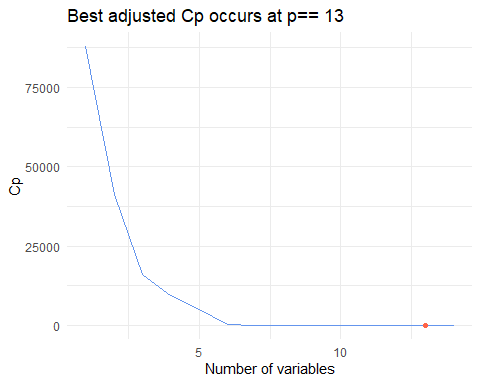 Best adjusted Cp occurs at p== 13
Cp
75000
50000
25000
0
5
10
Number of variables